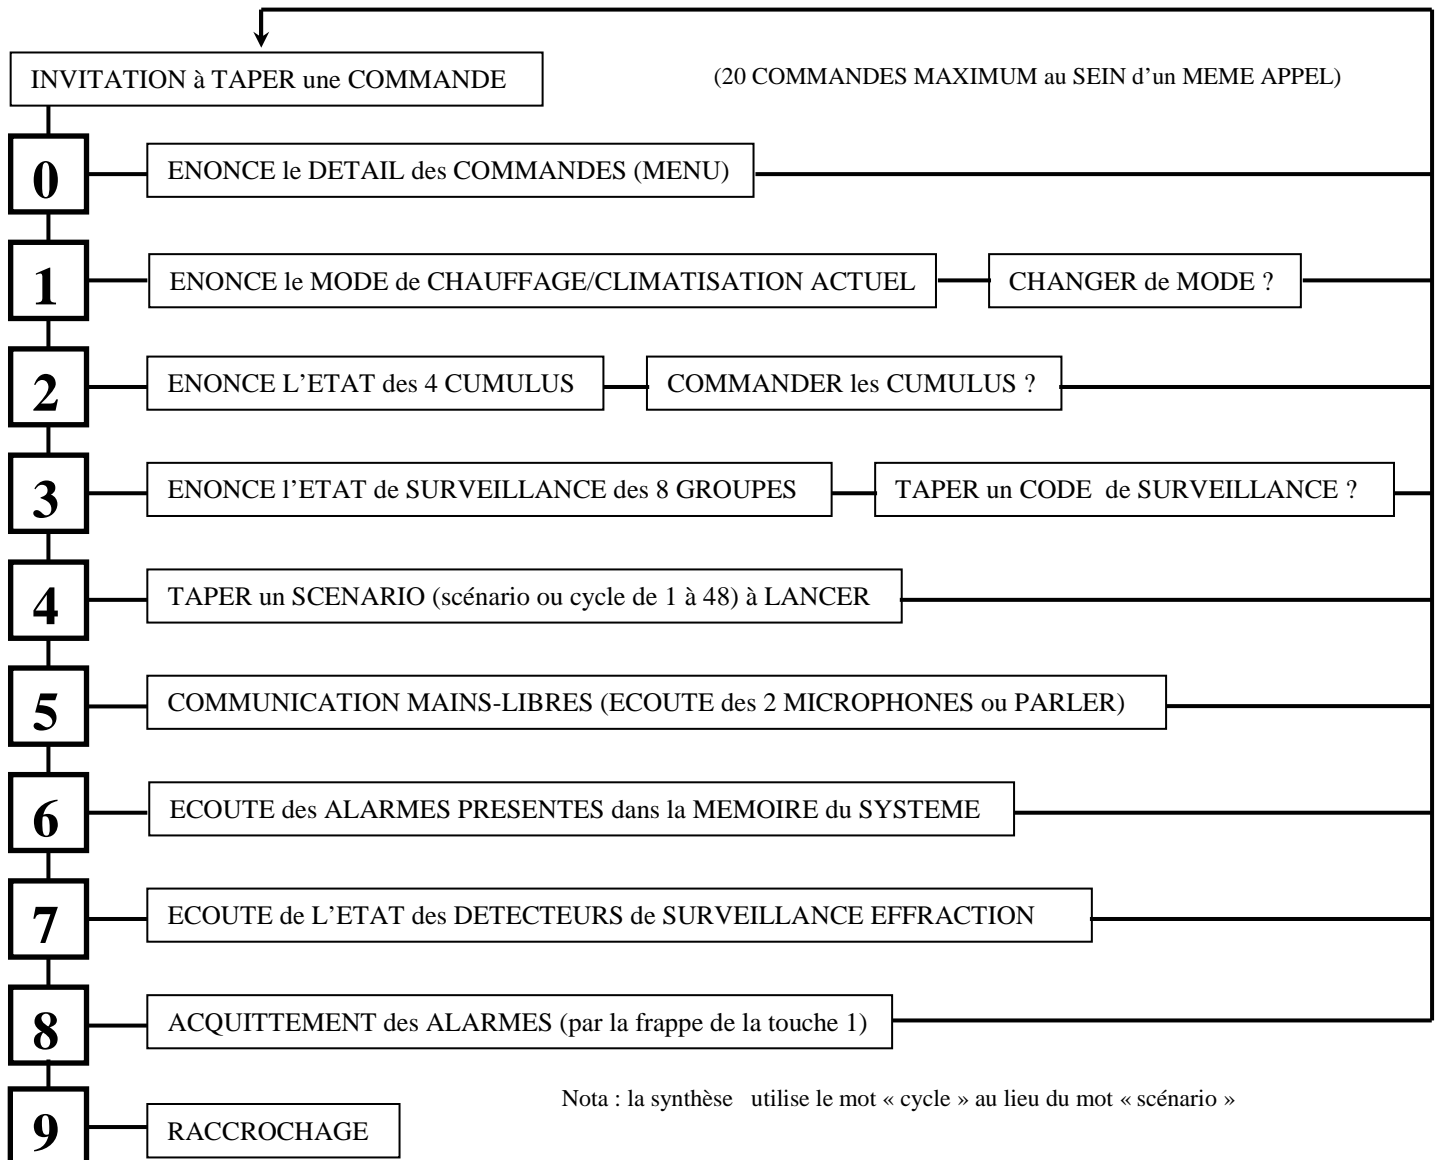 INVITATION à TAPER une COMMANDE
(20 COMMANDES MAXIMUM au SEIN d'un MEME APPEL)
0
ENONCE le DETAIL des COMMANDES (MENU)
1
ENONCE le MODE de CHAUFFAGE/CLIMATISATION ACTUEL
CHANGER de MODE ?
2
ENONCE L'ETAT des 4 CUMULUS
COMMANDER les CUMULUS ?
3
ENONCE l'ETAT de SURVEILLANCE des 8 GROUPES
TAPER un CODE de SURVEILLANCE ?
4
TAPER un SCENARIO (scénario ou cycle de 1 à 48) à LANCER
5
COMMUNICATION MAINS-LIBRES (ECOUTE des 2 MICROPHONES ou PARLER)
6
ECOUTE des ALARMES PRESENTES dans la MEMOIRE du SYSTEME
7
ECOUTE de L'ETAT des DETECTEURS de SURVEILLANCE EFFRACTION
8
ACQUITTEMENT des ALARMES (par la frappe de la touche 1)
Nota : la synthèse utilise le mot « cycle » au lieu du mot « scénario »
9
RACCROCHAGE